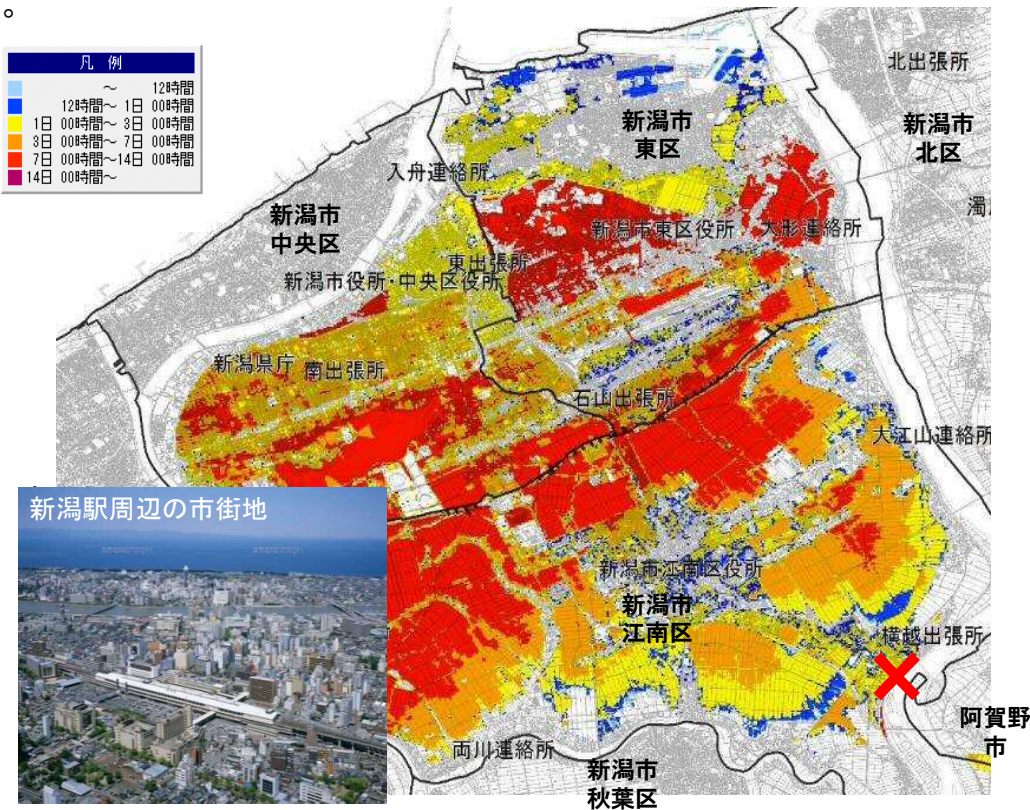 。
凡 例
～ 12時間
12時間～ 1日 00時間
1日 00時間～ 3日 00時間
3日 00時間～ 7日 00時間
7日 00時間～14日 00時間
14日 00時間～
北出張所
新潟市
東区
新潟市
北区
入舟連絡所
新潟市
中央区
濁
新潟市東区役所
大形連絡所
東出張所
新潟市役所・中央区役所
新潟県庁
南出張所
石山出張所
大江山連絡所
新潟駅周辺の市街地
新潟市江南区役所
新潟市
江南区
横越出張所
阿賀野
市
両川連絡所
新潟市
秋葉区